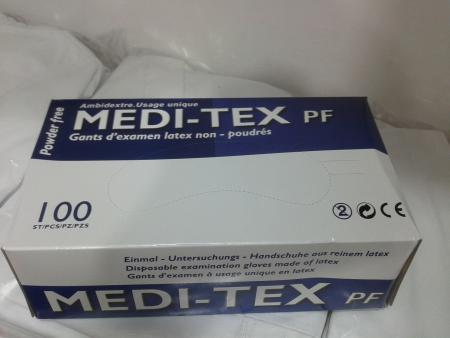 Powder free
Ambidextre. Usage unique
MEDI-TEX PF
Gants d'examen latex non - poudrés
100
ST/PCS/PZ/PZS
2 CE
Einmal - Untersuchungs - Handschuhe aus reinem latex
Disposable examination gloves made of latex
Gants d'examen à usage unique en latex
MEDI-TEX PF